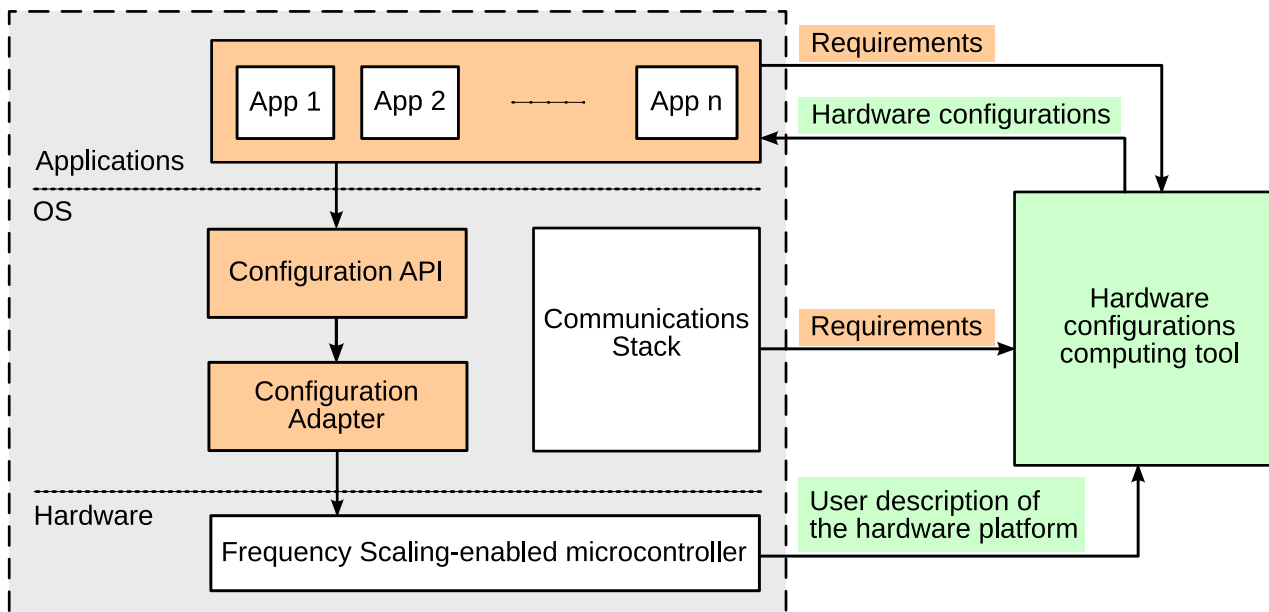 Requirements
App 1
App 2
App n
Hardware configurations
Applications
OS
Configuration API
Communications
Stack
Requirements
Hardware
configurations
computing tool
Configuration
Adapter
Hardware
User description of
the hardware platform
Frequency Scaling-enabled microcontroller